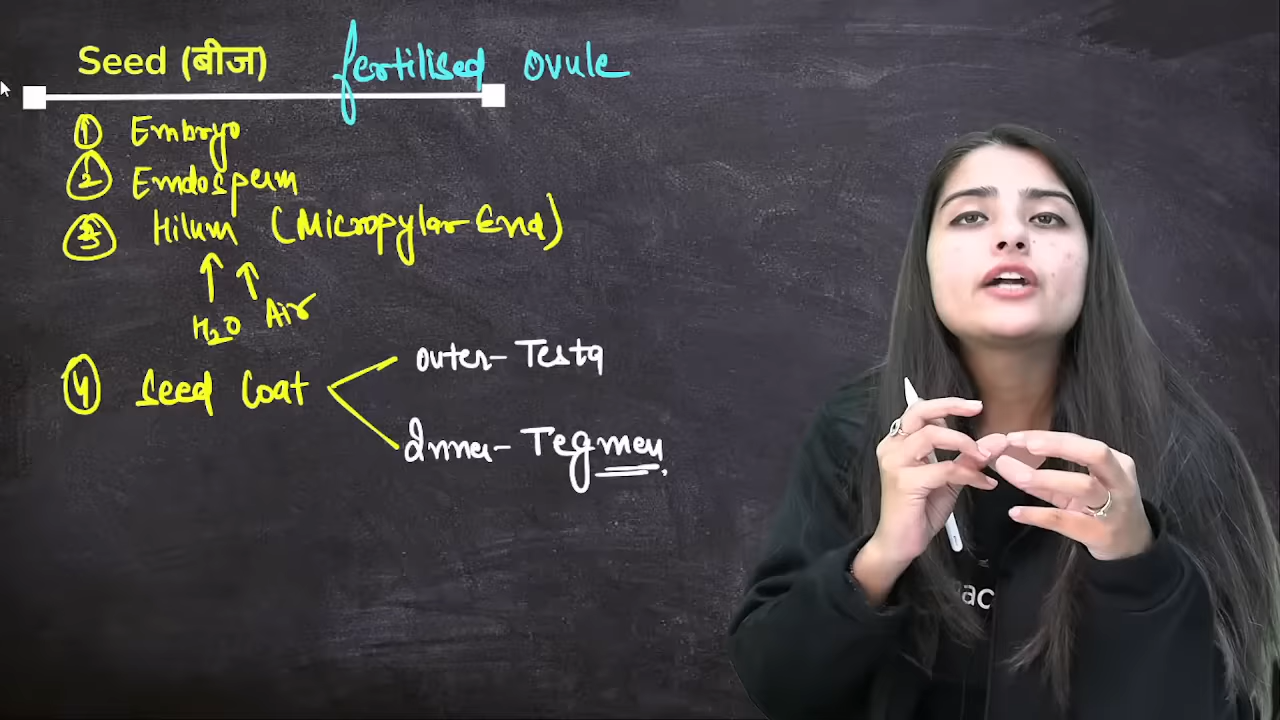 Seed (बीज) fertilised ovule
① Embryo
② Endosperm
③ Hilum (Micropylar End)
H₂O Air
④ Seed Coat
outer - Testa
Inner - Tegmen
ac